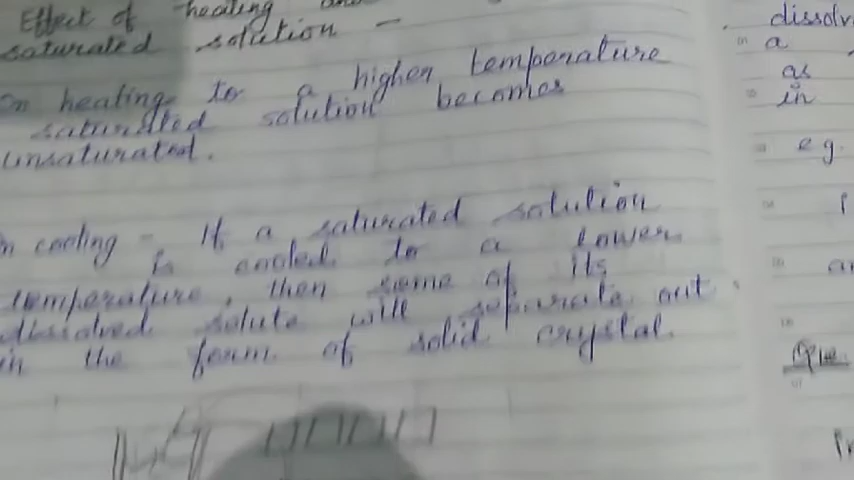 Effect of heating
saturated solution -
on heating to a higher temperature
saturated solution becomes
unsaturated.
n cooling - If a saturated solution
is cooled to a lower
temperature, then some of its
dissolved solute will separate out
in the form of solid crystal.
dissolv
a
as
in
eg.
Que